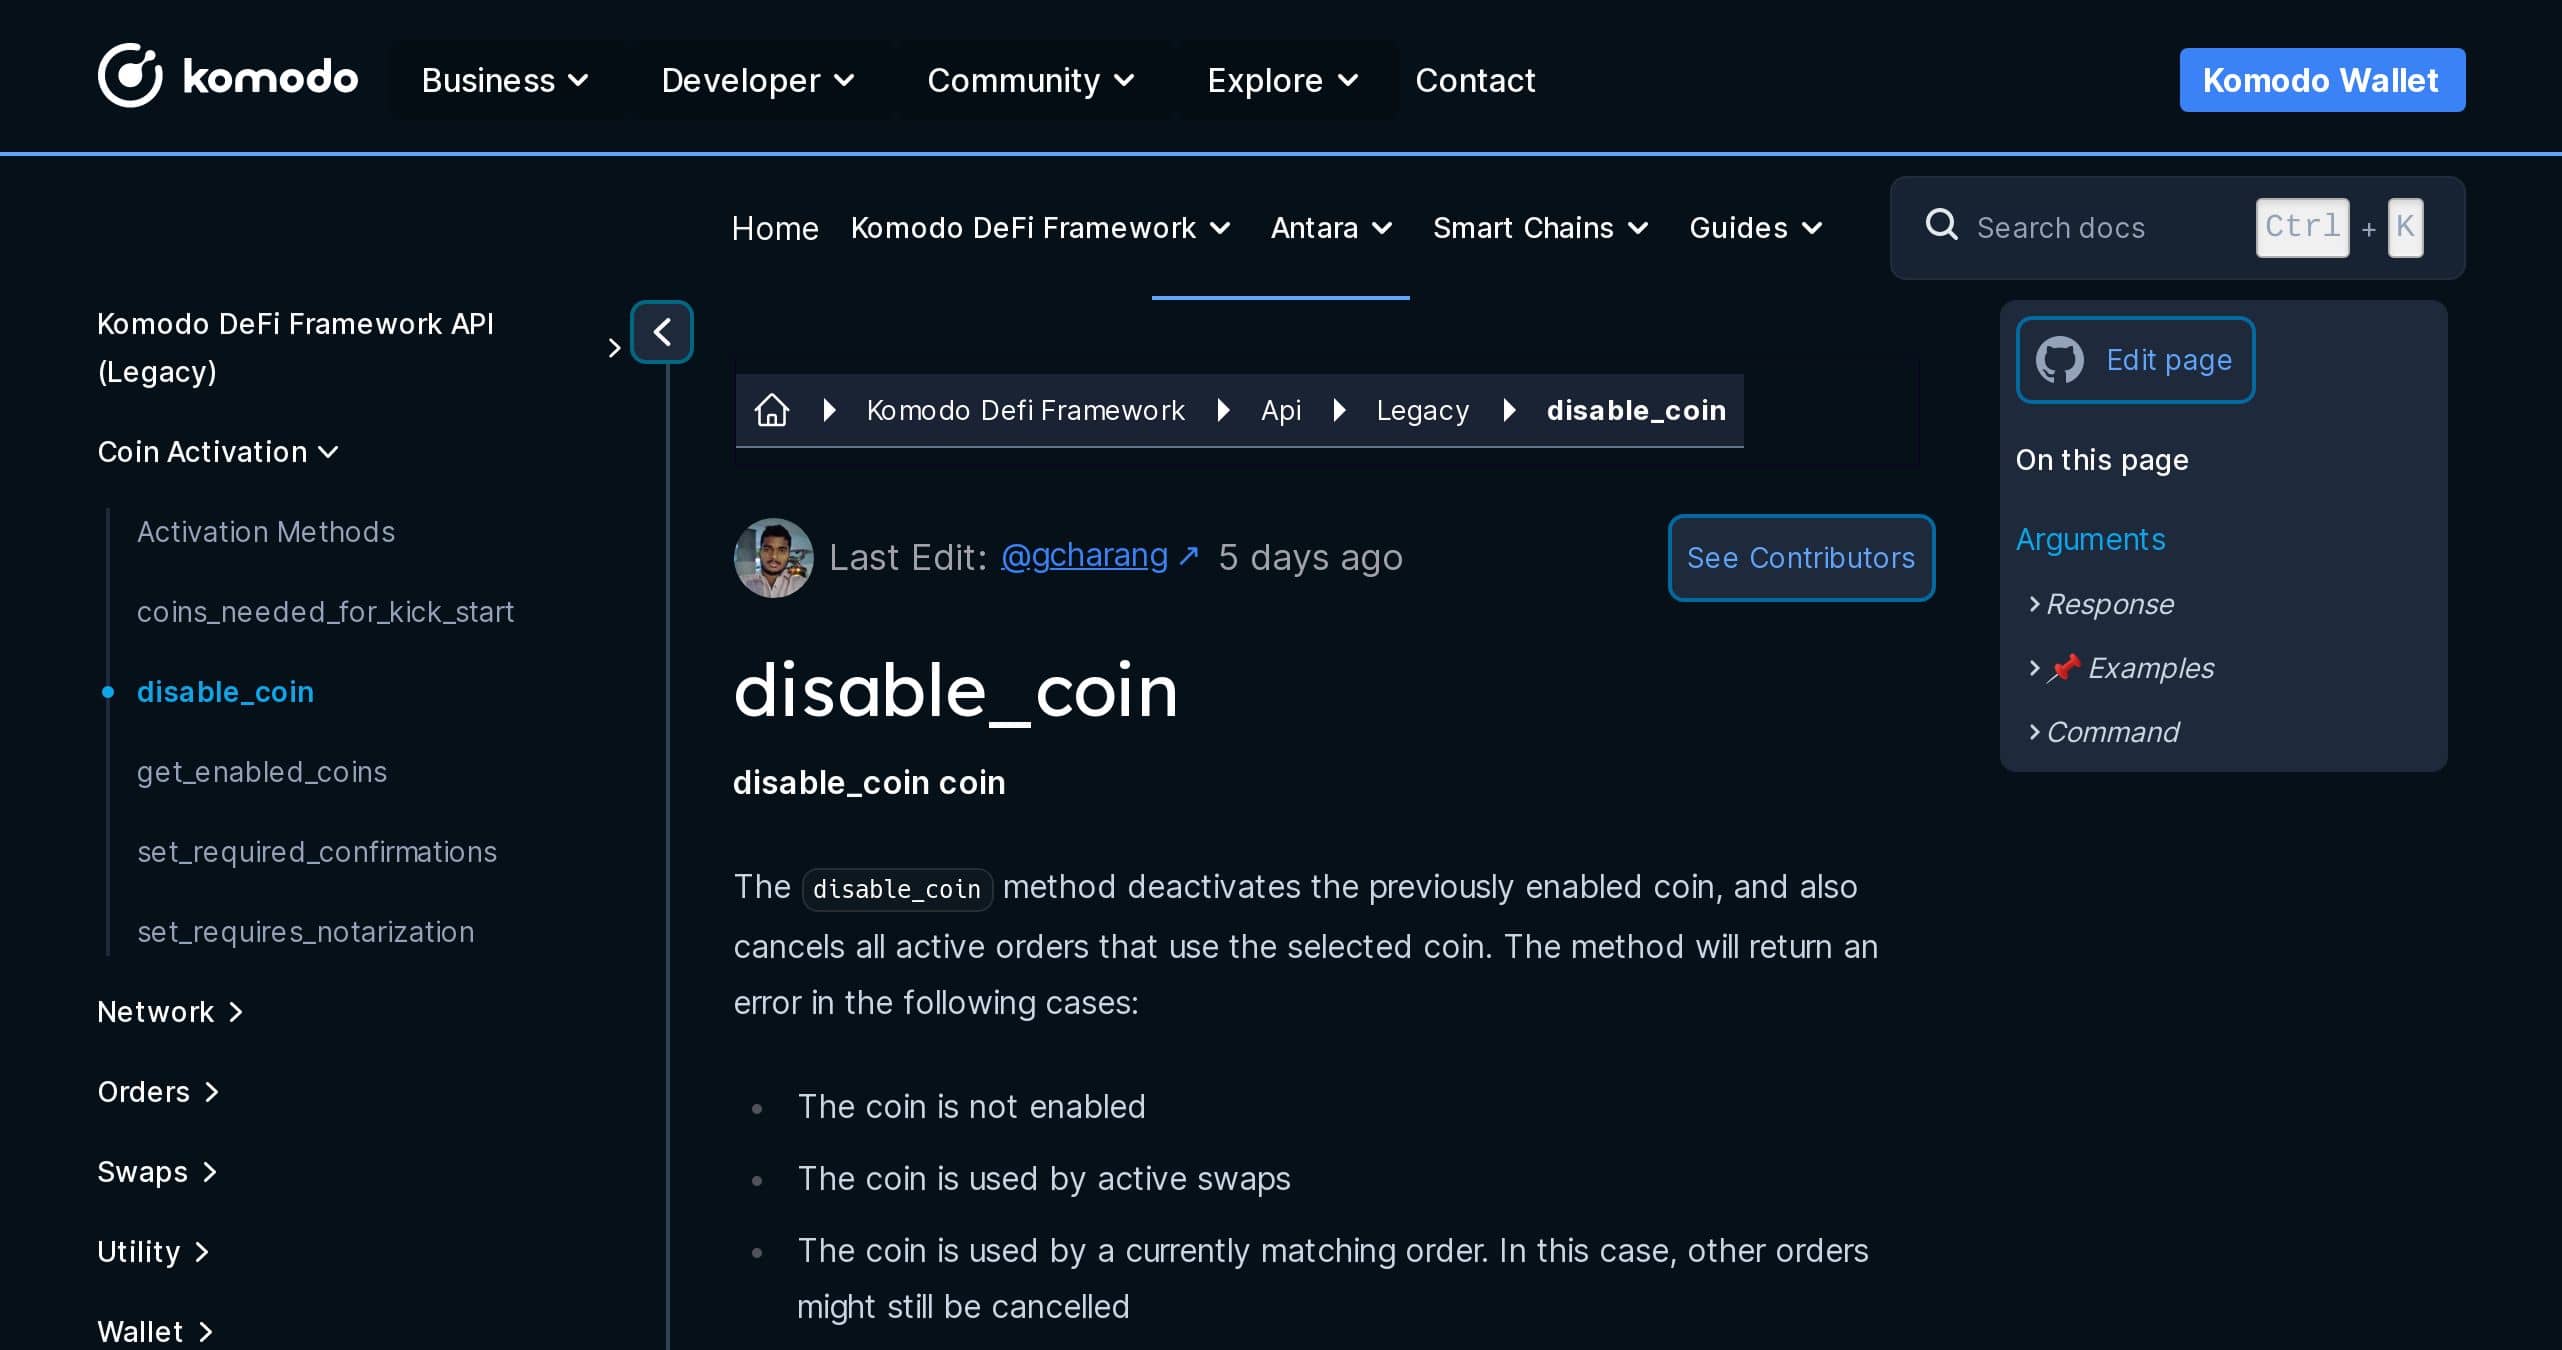 komodo Business Developer Community Explore Contact Komodo Wallet
Home Komodo DeFi Framework Antara Smart Chains Guides Search docs Ctrl + K
Komodo DeFi Framework API
(Legacy)
Coin Activation
Activation Methods
coins_needed_for_kick_start
disable_coin
get_enabled_coins
set_required_confirmations
set_requires_notarization
Network
Orders
Swaps
Utility
Wallet
Komodo Defi Framework Api Legacy disable_coin
Last Edit: @gcharang ↗ 5 days ago See Contributors
disable_coin
disable_coin coin
The disable_coin method deactivates the previously enabled coin, and also
cancels all active orders that use the selected coin. The method will return an
error in the following cases:
• The coin is not enabled
• The coin is used by active swaps
• The coin is used by a currently matching order. In this case, other orders
might still be cancelled
Edit page
On this page
Arguments
Response
📌 Examples
Command